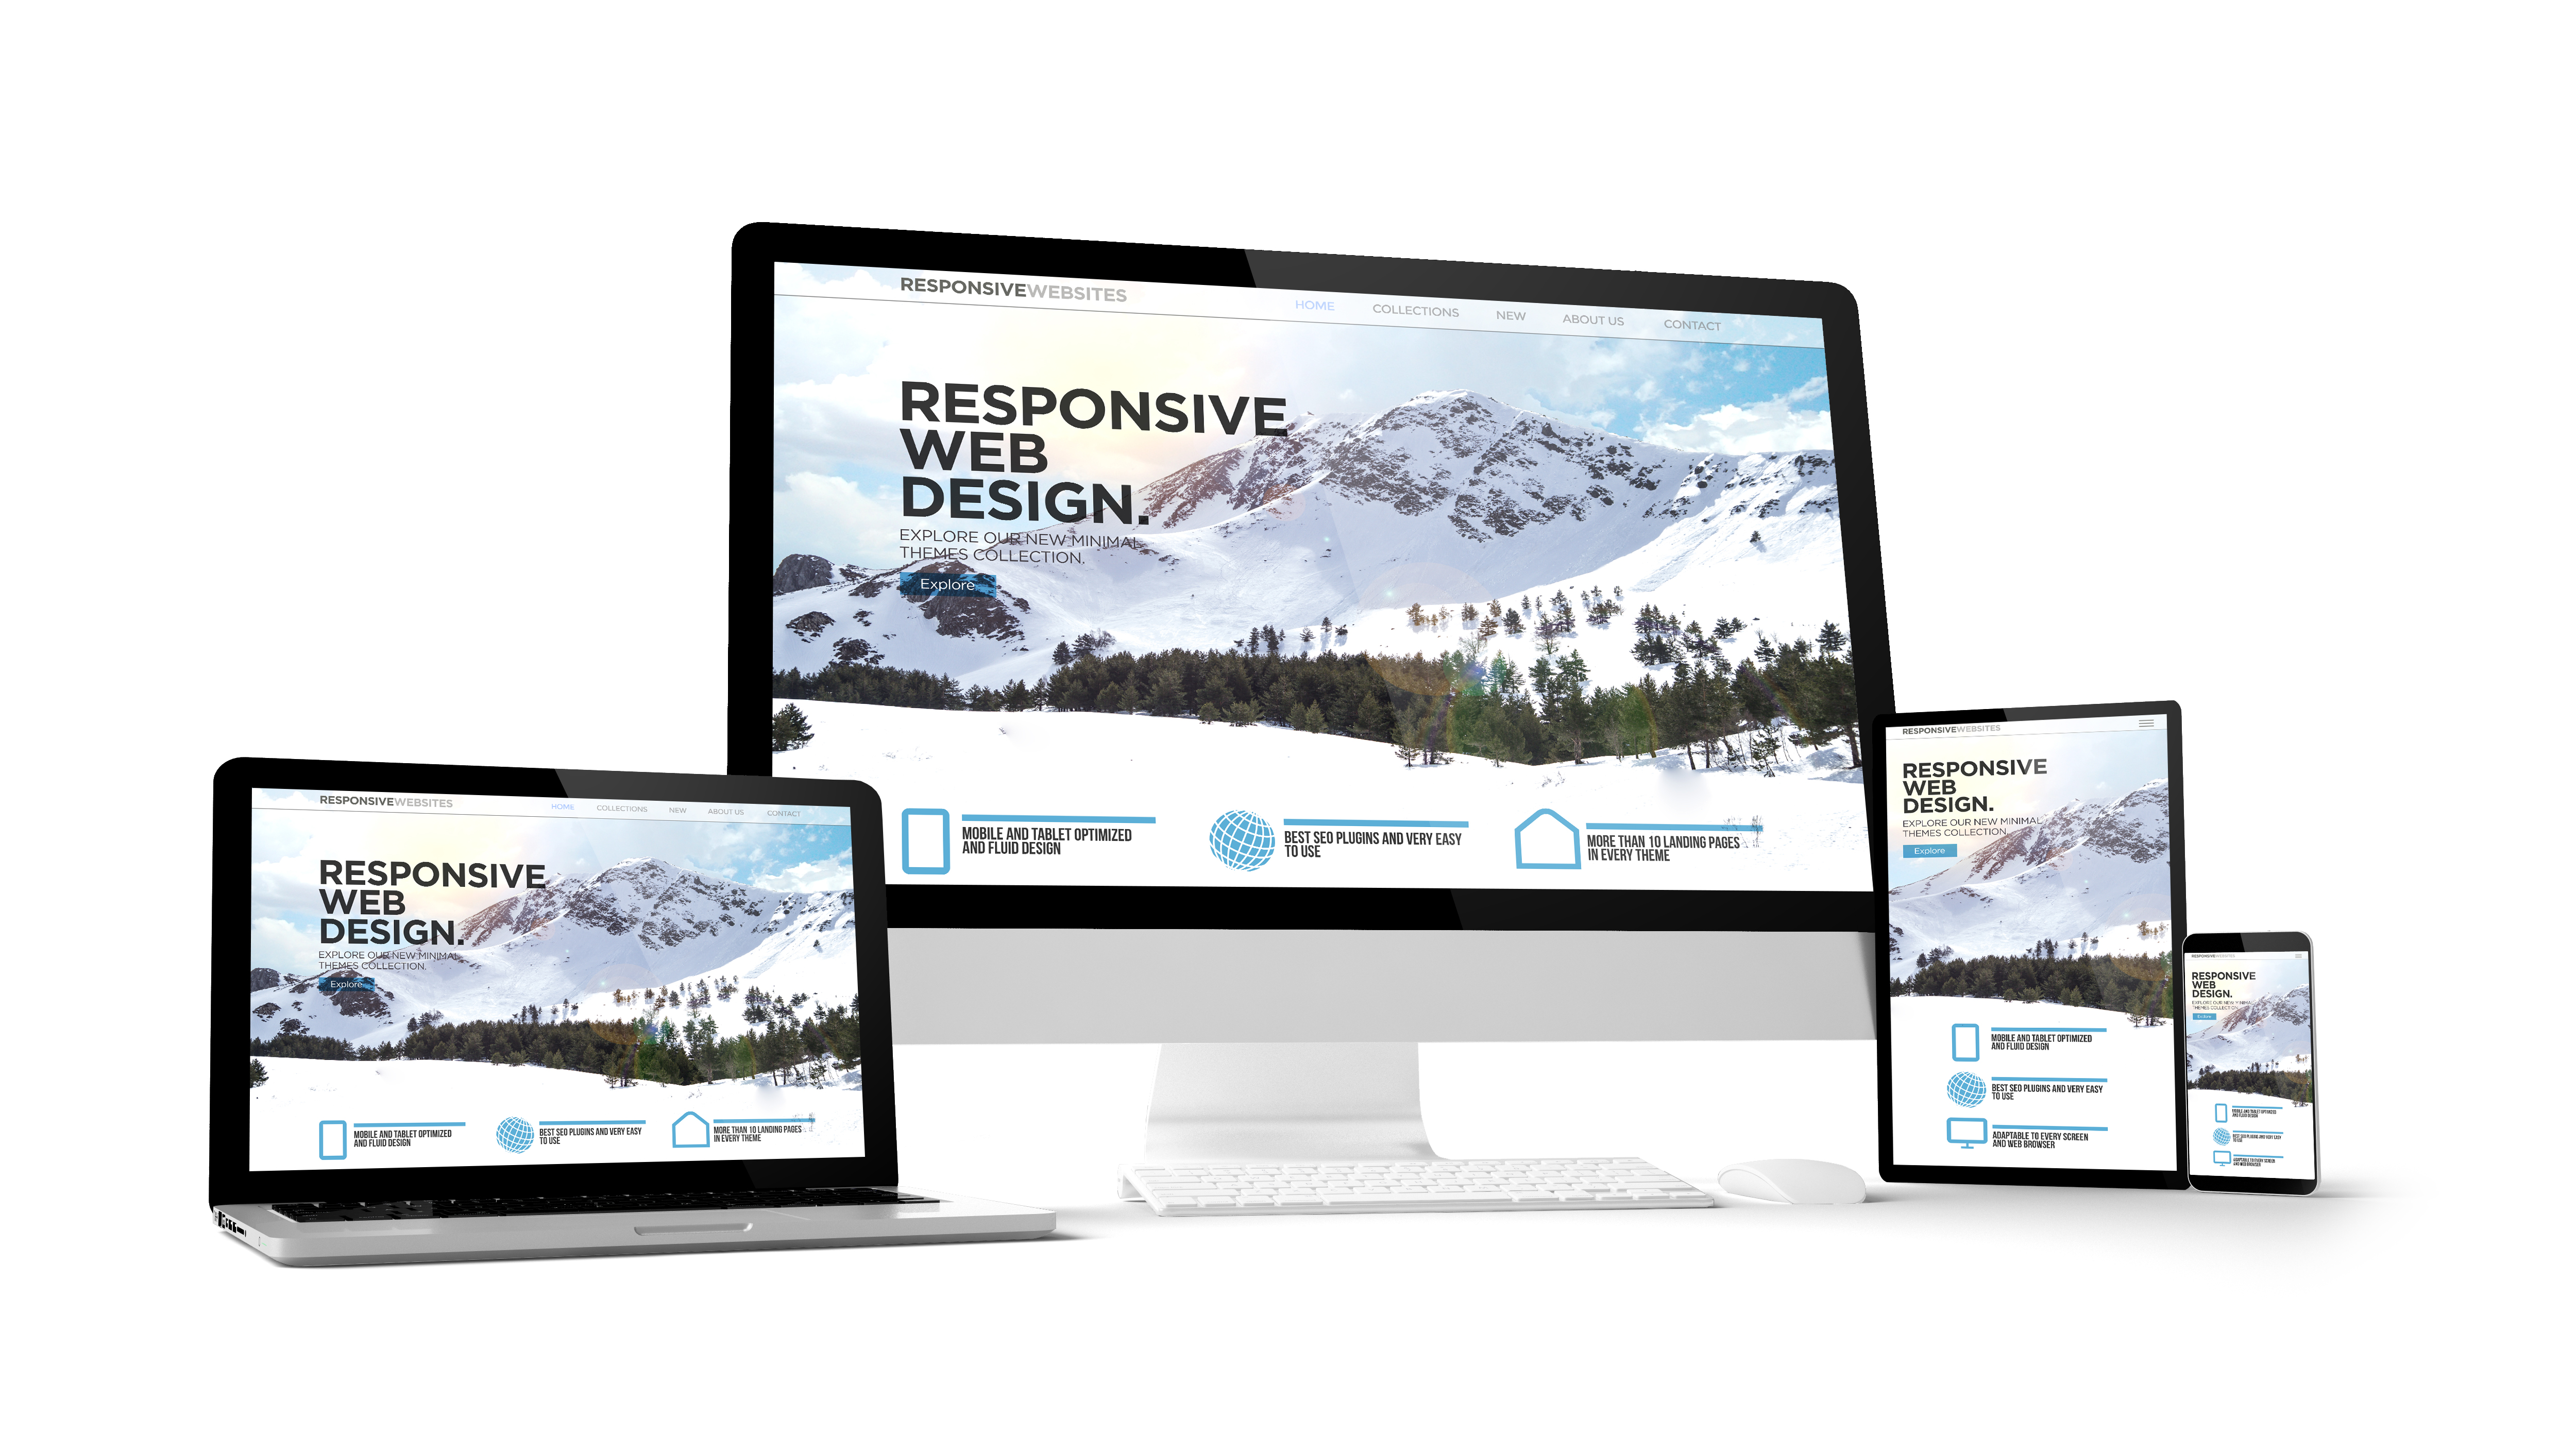 RESPONSIVEWEBSITES
HOME COLLECTIONS NEW ABOUT US CONTACT
RESPONSIVE
WEB
DESIGN.
EXPLORE OUR NEW MINIMAL
THEMES COLLECTION.
Explore
MOBILE AND TABLET OPTIMIZED
AND FLUID DESIGN
BEST SEO PLUGINS AND VERY EASY
TO USE
MORE THAN 10 LANDING PAGES
IN EVERY THEME
RESPONSIVEWEBSITES
HOME COLLECTIONS NEW ABOUT US CONTACT
RESPONSIVE
WEB
DESIGN.
EXPLORE OUR NEW MINIMAL
THEMES COLLECTION.
Explore
MOBILE AND TABLET OPTIMIZED
AND FLUID DESIGN
BEST SEO PLUGINS AND VERY EASY
TO USE
MORE THAN 10 LANDING PAGES
IN EVERY THEME
RESPONSIVEWEBSITES
RESPONSIVE
WEB
DESIGN.
EXPLORE OUR NEW MINIMAL
THEMES COLLECTION.
Explore
MOBILE AND TABLET OPTIMIZED
AND FLUID DESIGN
BEST SEO PLUGINS AND VERY EASY
TO USE
ADAPTABLE TO EVERY SCREEN
AND WEB BROWSER
RESPONSIVEWEBSITES
RESPONSIVE
WEB
DESIGN.
EXPLORE OUR NEW MINIMAL
THEMES COLLECTION.
Explore
MOBILE AND TABLET OPTIMIZED
AND FLUID DESIGN
BEST SEO PLUGINS AND VERY EASY
TO USE
ADAPTABLE TO EVERY SCREEN
AND WEB BROWSER